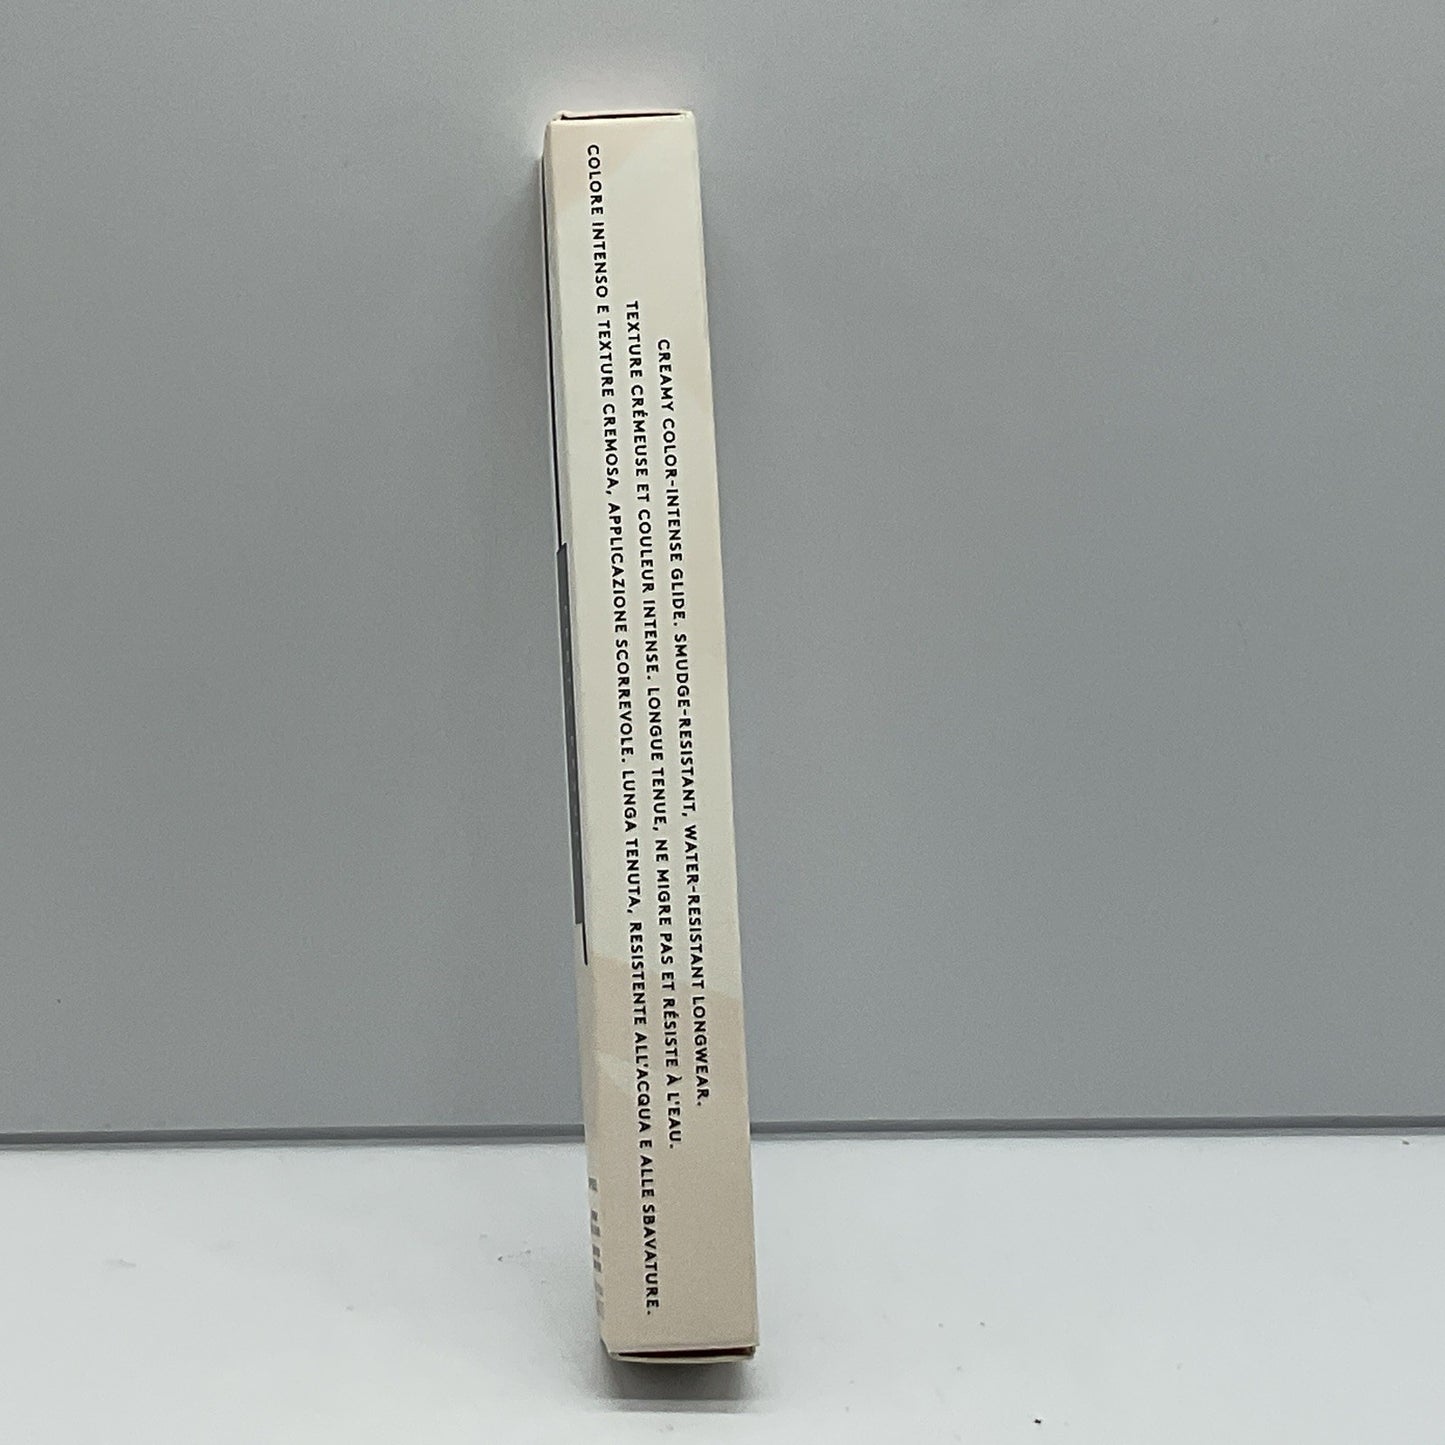 CREAMY COLOR-INTENSE GLIDE. SMUDGE-RESISTANT, WATER-RESISTANT LONGWEAR.
TEXTURE CRÉMEUSE ET COULEUR INTENSE. LONGUE TENUE, NE MIGRE PAS ET RÉSISTE À L'EAU.
COLORE INTENSO E TEXTURE CREMOSA, APPLICAZIONE SCORREVOLE. LUNGA TENUTA, RESISTENTE ALL'ACQUA E ALLE SBAVATURE.